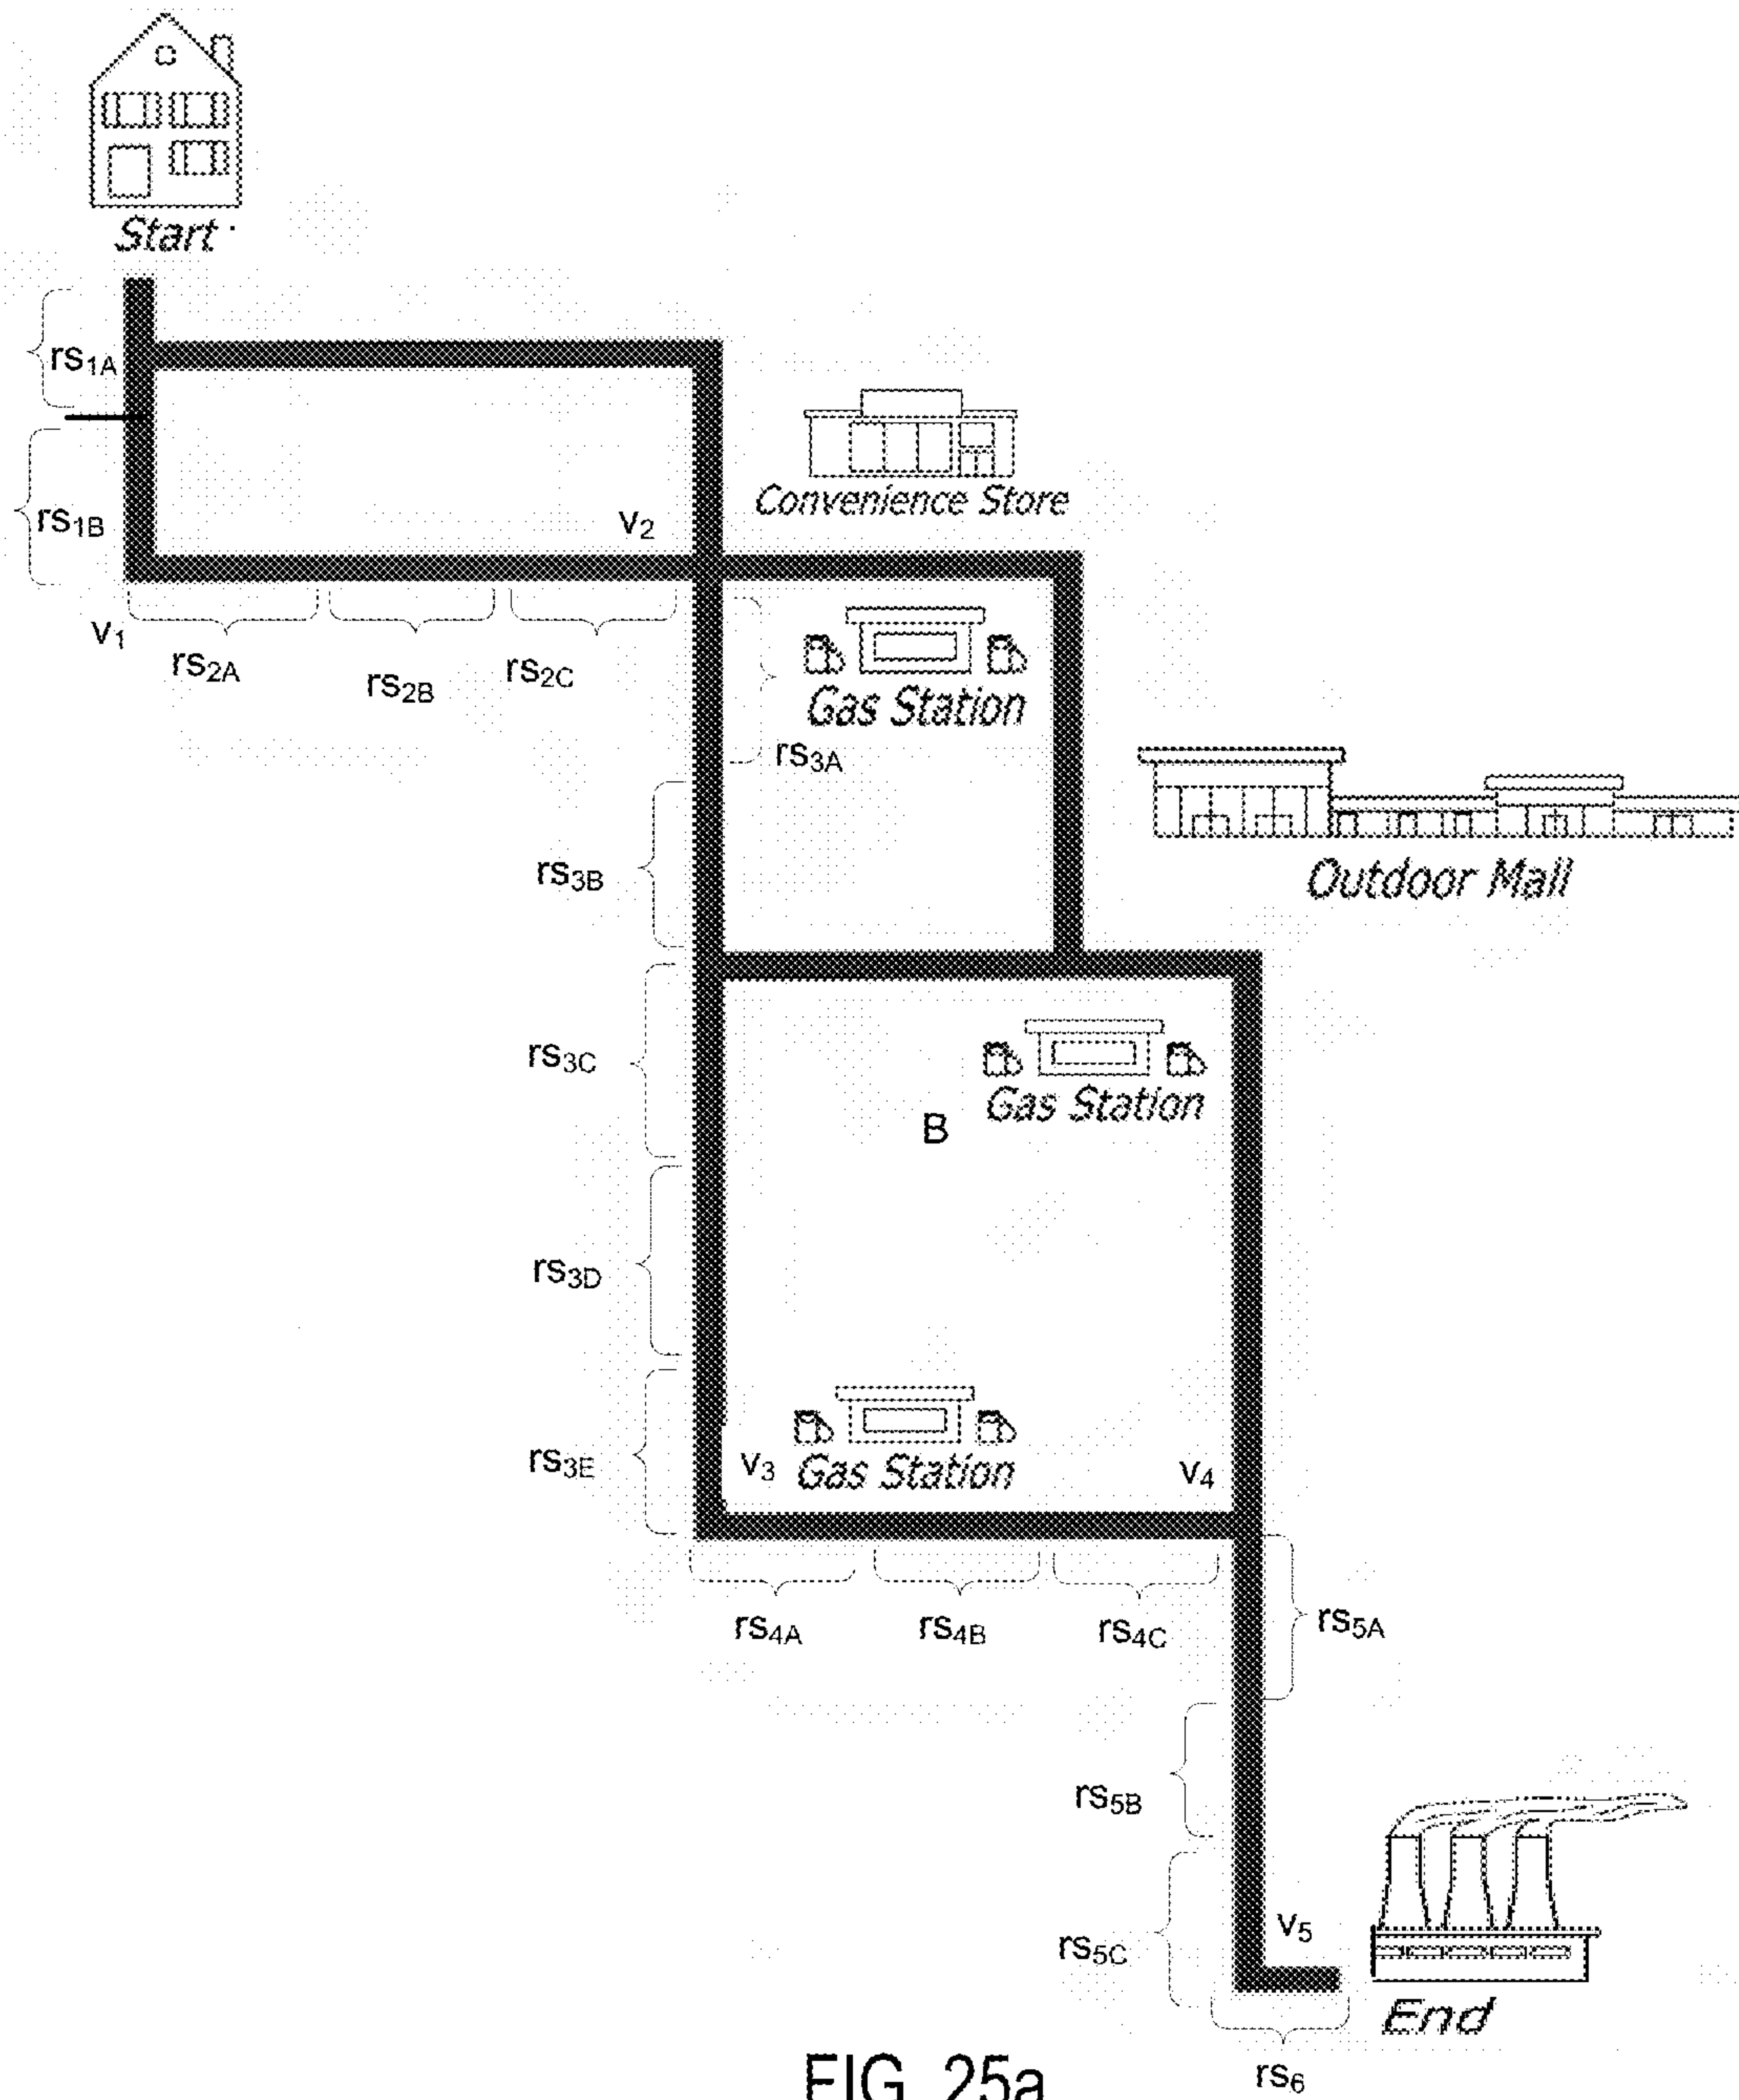 Start
rs1A
rs1B
Convenience Store
v2
v1
rs2A
rs2B
rs2C
Gas Station
rs3A
rs3B
Outdoor Mall
rs3C
Gas Station
B
rs3D
rs3E
v3
Gas Station
v4
rs4A
rs4B
rs4C
rs5A
rs5B
v5
rs5C
End
rs6
FIG. 25a